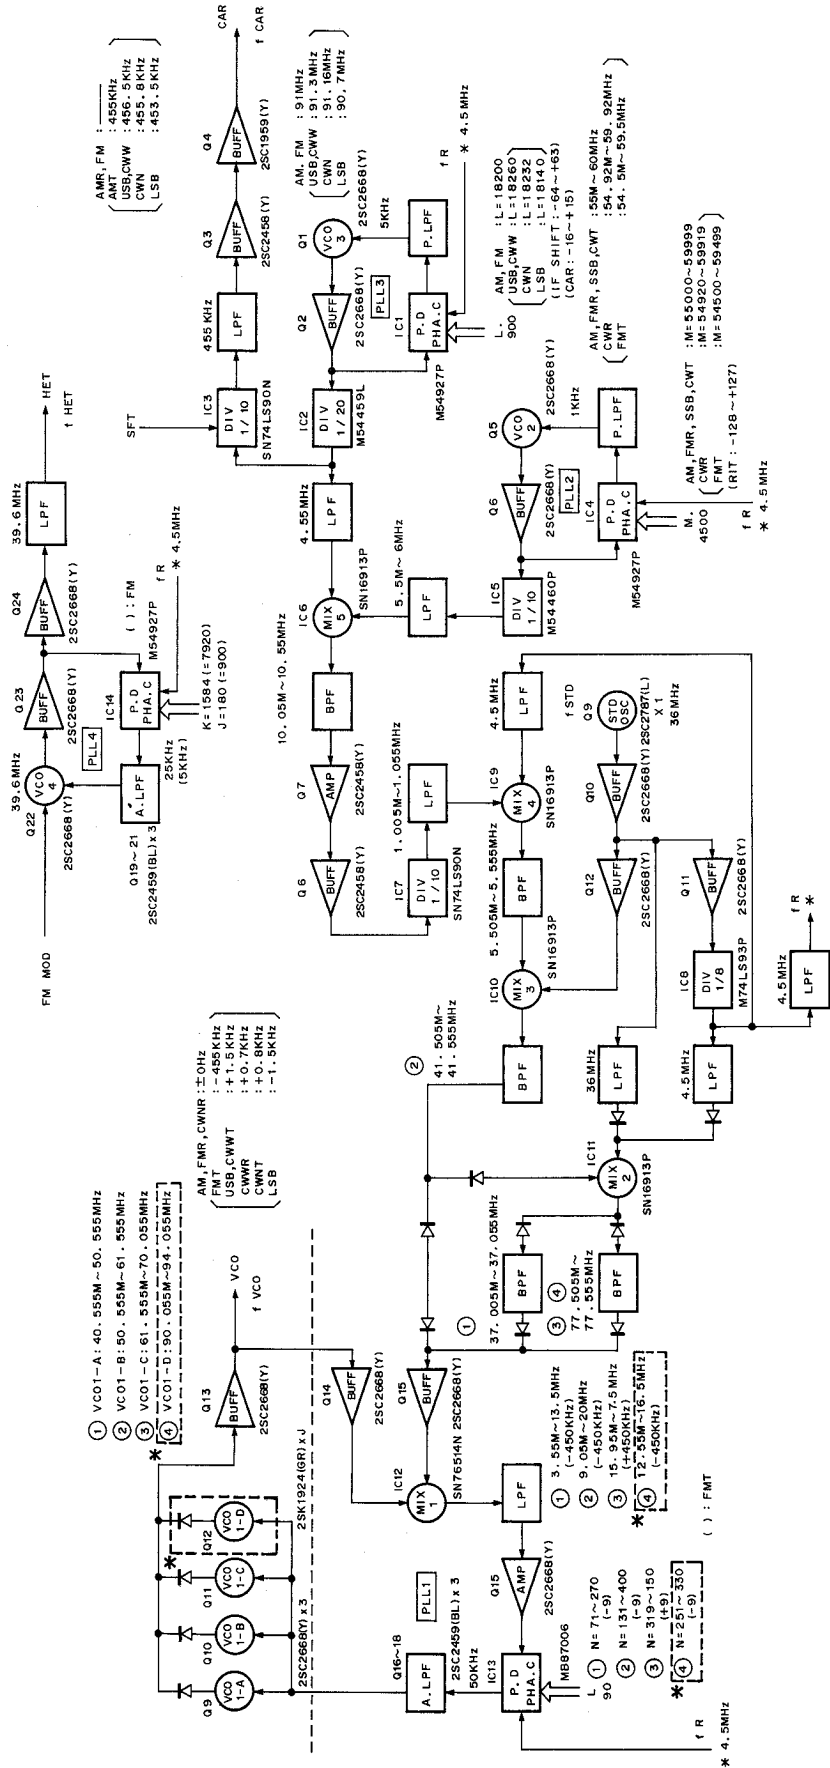 ① VCO1-A: 40.555M~50.555MHz
② VCO1-B: 50.555M~61.555MHz
③ VCO1-C: 61.555M~70.055MHz
④ VCO1-D: 90.055M~94.055MHz
*
AM, FMR, CWNR : ±0Hz
FMT : -455KHz
USB, CWWT : +1.5KHz
CWWR : +0.7KHz
CWNT : +0.8KHz
LSB : -1.5KHz
VCO
f VCO
Q13
BUFF
2SC2668(Y)
Q9
VCO 1-A
Q10
VCO 1-B
Q11
VCO 1-C
Q12
VCO 1-D
*
2SC2668(Y) x 3
2SK1924(GR) x J
Q14
BUFF
2SC2668(Y)
Q15
BUFF
2SC2668(Y)
IC12
MIX 1
SN76514N
LPF
Q15
AMP
2SC2668(Y)
PLL1
Q16~18
A.LPF
2SC2459(BL) x 3
50KHz
IC13
P.D
PHA.C
MB87006
L
90
① N=71~270
(-9)
② N=131~400
(-9)
③ N=319~150
(+9)
④ N=251~330
(-9)
*
① 3.55M~13.5MHz
(-450KHz)
② 9.05M~20MHz
(-450KHz)
③ 15.95M~7.5MHz
(+450KHz)
④ 12.55M~16.5MHz
(-450KHz)
*
( ) : FMT
f R
* 4.5MHz
FM MOD
39.6MHz
Q22
VCO 4
2SC2668(Y)
Q23
BUFF
2SC2668(Y)
Q24
BUFF
2SC2668(Y)
39.6MHz
LPF
HET
f HET
PLL4
Q19~21
A.LPF
2SC2459(BL) x 3
25KHz
(5KHz)
IC14
P.D
PHA.C
M54927P
( ) : FM
f R
* 4.5MHz
K=1584(=7920)
J=180(=900)
②
41.505M~
41.555MHz
①
37.005M~37.055MHz
BPF
③ ④
77.505M~
77.555MHz
BPF
IC11
MIX 2
SN16913P
BPF
36MHz
LPF
4.5MHz
LPF
IC10
MIX 3
SN16913P
5.505M~5.555MHz
BPF
IC9
MIX 4
SN16913P
4.5MHz
LPF
f STD
Q9
STD OSC
2SC2787(L)
X 1
36MHz
Q10
BUFF
2SC2668(Y)
Q12
BUFF
2SC2668(Y)
Q11
BUFF
2SC2668(Y)
IC8
DIV
1/8
M74LS93P
4.5MHz
LPF
f R
*
10.05M~10.55MHz
BPF
Q7
AMP
2SC2458(Y)
Q6
BUFF
2SC2458(Y)
IC7
DIV
1/10
SN74LS90N
1.005M~1.055MHz
LPF
IC6
MIX 5
SN16913P
4.55MHz
LPF
5.5M~6MHz
LPF
IC5
DIV
1/10
M54460P
Q6
BUFF
2SC2668(Y)
Q5
VCO 2
2SC2668(Y)
PLL2
1KHz
P.LPF
IC4
P.D
PHA.C
M54927P
M.
4500
f R
* 4.5MHz
AM, FMR, SSB, CWT : M=55000~59999
CWR : M=54920~59919
FMT : M=54500~59499
(RIT : -128~+127)
AM, FMR, SSB, CWT : 55M~60MHz
CWR : 54.92M~59.92MHz
FMT : 54.5M~59.5MHz
SFT
IC3
DIV
1/10
SN74LS90N
455KHz
LPF
Q3
BUFF
2SC2458(Y)
Q4
BUFF
2SC1959(Y)
CAR
f CAR
AMR, FM :
AMT : 455KHz
USB, CWW : 456.5KHz
CWN : 455.8KHz
LSB : 453.5KHz
IC2
DIV
1/20
M54459L
Q2
BUFF
2SC2668(Y)
Q1
VCO 3
2SC2668(Y)
PLL3
5KHz
P.LPF
IC1
P.D
PHA.C
M54927P
AM, FM : 91MHz
USB, CWW : 91.3MHz
CWN : 91.16MHz
LSB : 90.7MHz
f R
* 4.5MHz
L.
900
AM, FM : L=18200
USB, CWW : L=18260
CWN : L=18232
LSB : L=18140
(IF SHIFT : -64~+63)
(CAR : -16~+15)